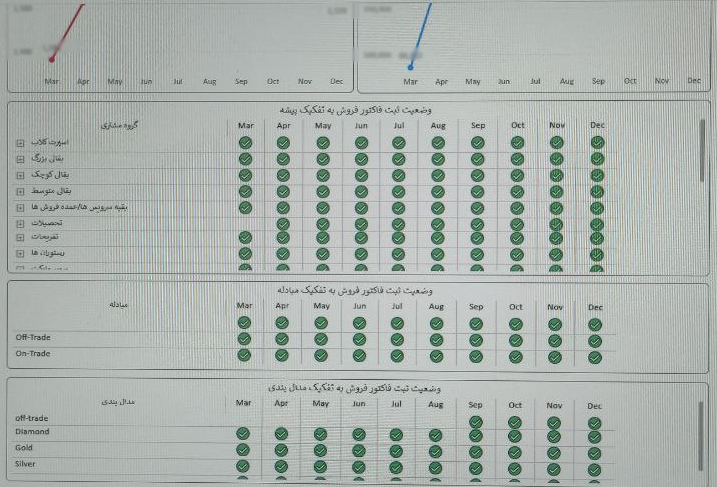 Mar Apr May Jun Jul Aug Sep Oct Nov Dec
Mar Apr May Jun Jul Aug Sep Oct Nov Dec
وضعیت ثبت فاکتور فروش به تفکیک پیشه
گروه مشتری Mar Apr May Jun Jul Aug Sep Oct Nov Dec
اسپرت کلاب
بقالی بزرگ
بقالی کوچک
بقالی متوسط
بقیه سرویس ها/عمده فروش ها
تحصیلات
تفریحات
رستوران ها
وضعیت ثبت فاکتور فروش به تفکیک مبادله
مبادله Mar Apr May Jun Jul Aug Sep Oct Nov Dec
Off-Trade
On-Trade
وضعیت ثبت فاکتور فروش به تفکیک مدال بندی
مدال بندی Mar Apr May Jun Jul Aug Sep Oct Nov Dec
off-trade
Diamond
Gold
Silver